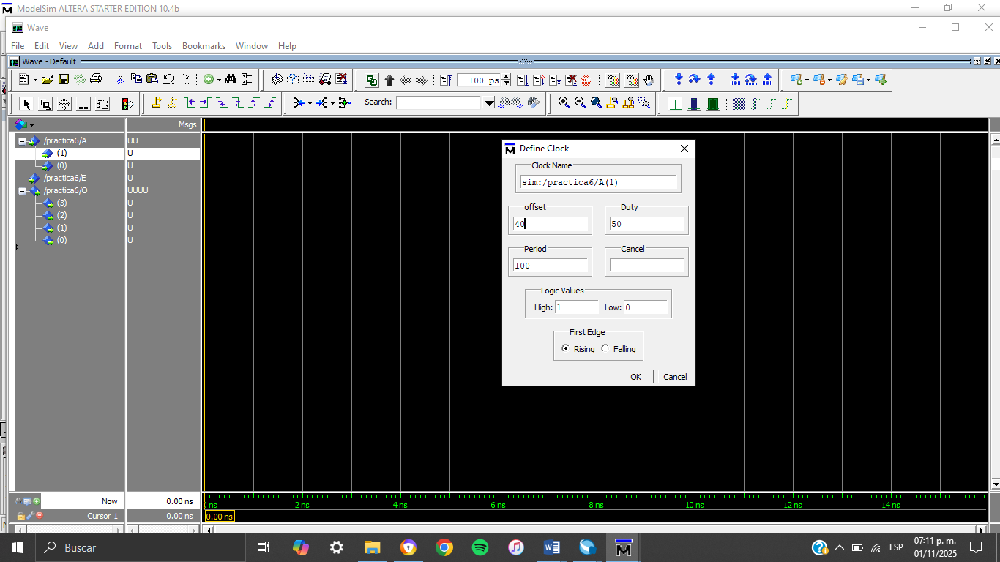 ModelSim ALTERA STARTER EDITION 10.4b
Wave
File Edit View Add Format Tools Bookmarks Window Help
Wave - Default
100 ps
Search:
Msgs
/practica6/A UU
(1) U
(0) U
/practica6/E U
/practica6/O UUUU
(3) U
(2) U
(1) U
(0) U
Define Clock
Clock Name
sim:/practica6/A(1)
offset Duty
40 50
Period Cancel
100
Logic Values
High: 1 Low: 0
First Edge
Rising Falling
OK Cancel
Now 0.00 ns
Cursor 1 0.00 ns
ns 2 ns 4 ns 6 ns 8 ns 10 ns 12 ns 14 ns
0.00 ns
Buscar
ESP
07:11 p. m.
01/11/2025